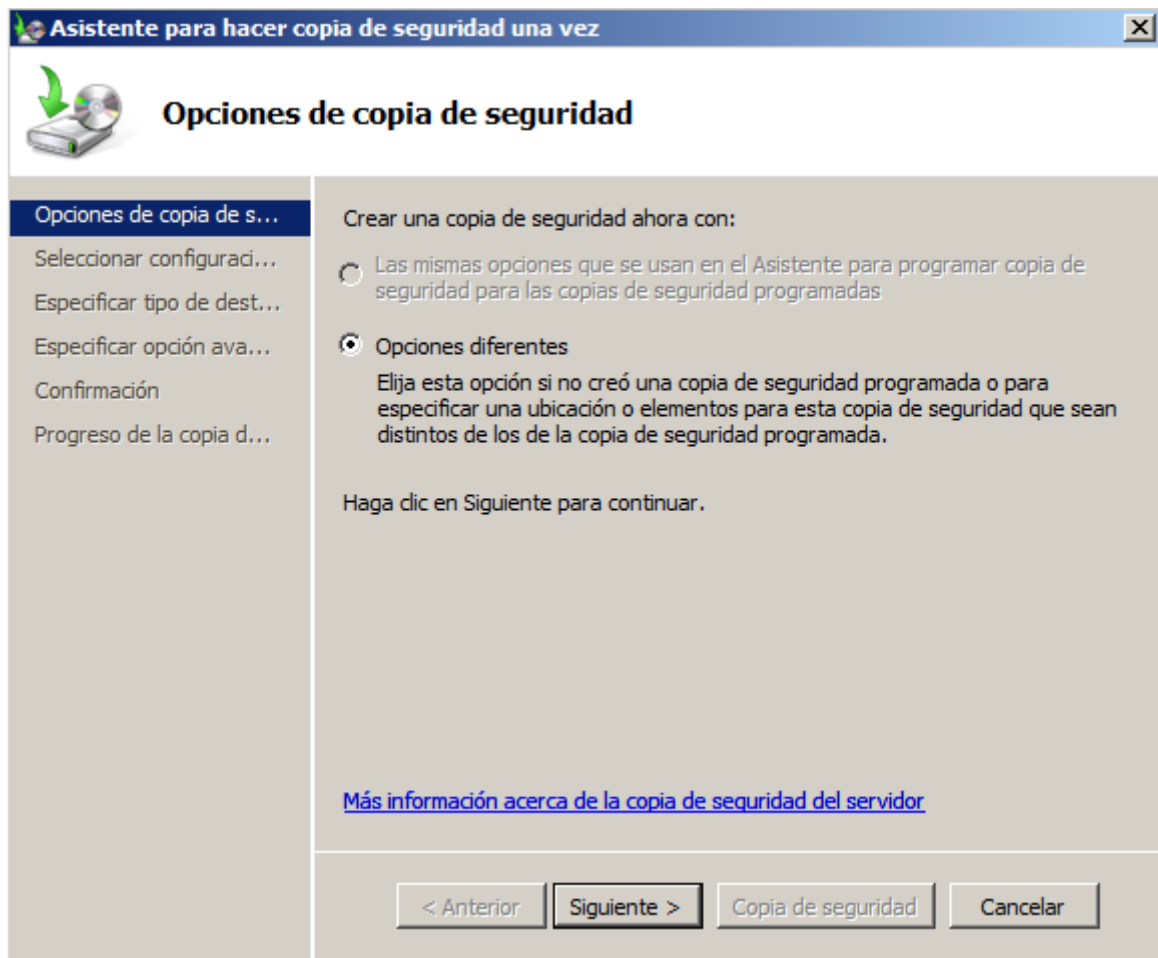 Asistente para hacer copia de seguridad una vez
Opciones de copia de seguridad
Opciones de copia de s...
Seleccionar configuraci...
Especificar tipo de dest...
Especificar opción ava...
Confirmación
Progreso de la copia d...
Crear una copia de seguridad ahora con:
Las mismas opciones que se usan en el Asistente para programar copia de
seguridad para las copias de seguridad programadas
Opciones diferentes
Elija esta opción si no creó una copia de seguridad programada o para
especificar una ubicación o elementos para esta copia de seguridad que sean
distintos de los de la copia de seguridad programada.
Haga clic en Siguiente para continuar.
Más información acerca de la copia de seguridad del servidor
< Anterior
Siguiente >
Copia de seguridad
Cancelar